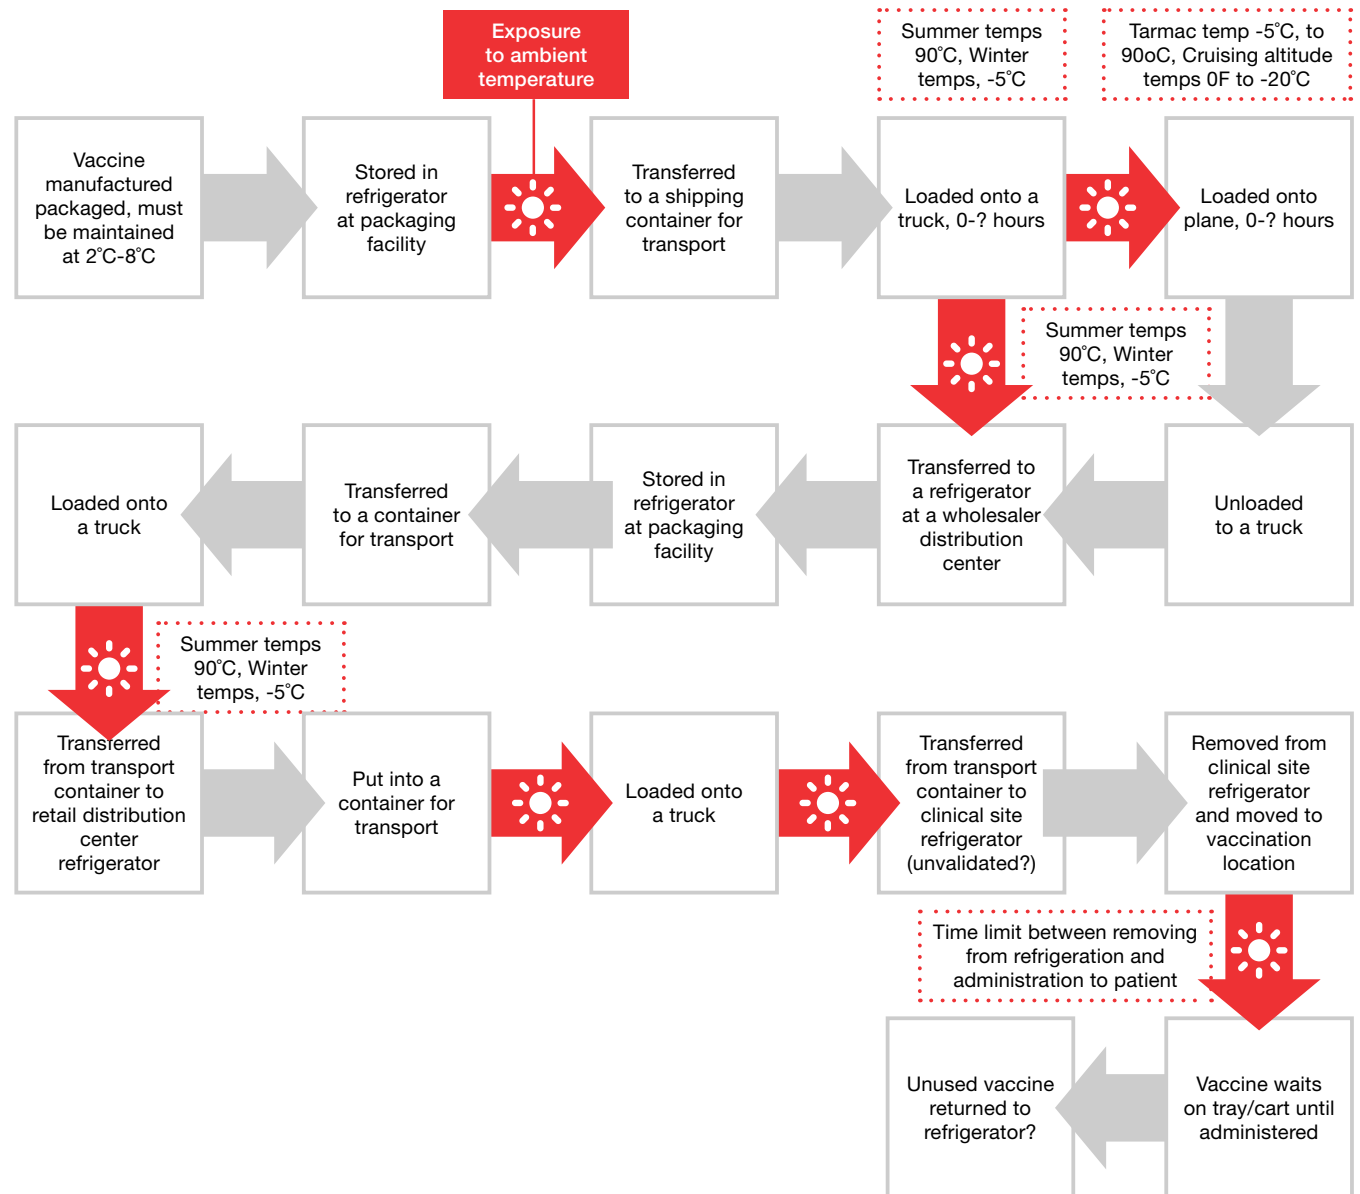 Exposure
to ambient
temperature
Summer temps
90˚C, Winter
temps, -5˚C
Tarmac temp -5˚C, to
90oC, Cruising altitude
temps 0F to -20˚C
Vaccine
manufactured
packaged, must
be maintained
at 2˚C-8˚C
Stored in
refrigerator
at packaging
facility
Transferred
to a shipping
container for
transport
Loaded onto a
truck, 0-? hours
Loaded onto
plane, 0-? hours
Summer temps
90˚C, Winter
temps, -5˚C
Loaded onto
a truck
Transferred
to a container
for transport
Stored in
refrigerator
at packaging
facility
Transferred to
a refrigerator
at a wholesaler
distribution
center
Unloaded
to a truck
Summer temps
90˚C, Winter
temps, -5˚C
Transferred
from transport
container to
retail distribution
center
refrigerator
Put into a
container for
transport
Loaded onto
a truck
Transferred
from transport
container to
clinical site
refrigerator
(unvalidated?)
Removed from
clinical site
refrigerator
and moved to
vaccination
location
Time limit between removing
from refrigeration and
administration to patient
Unused vaccine
returned to
refrigerator?
Vaccine waits
on tray/cart until
administered